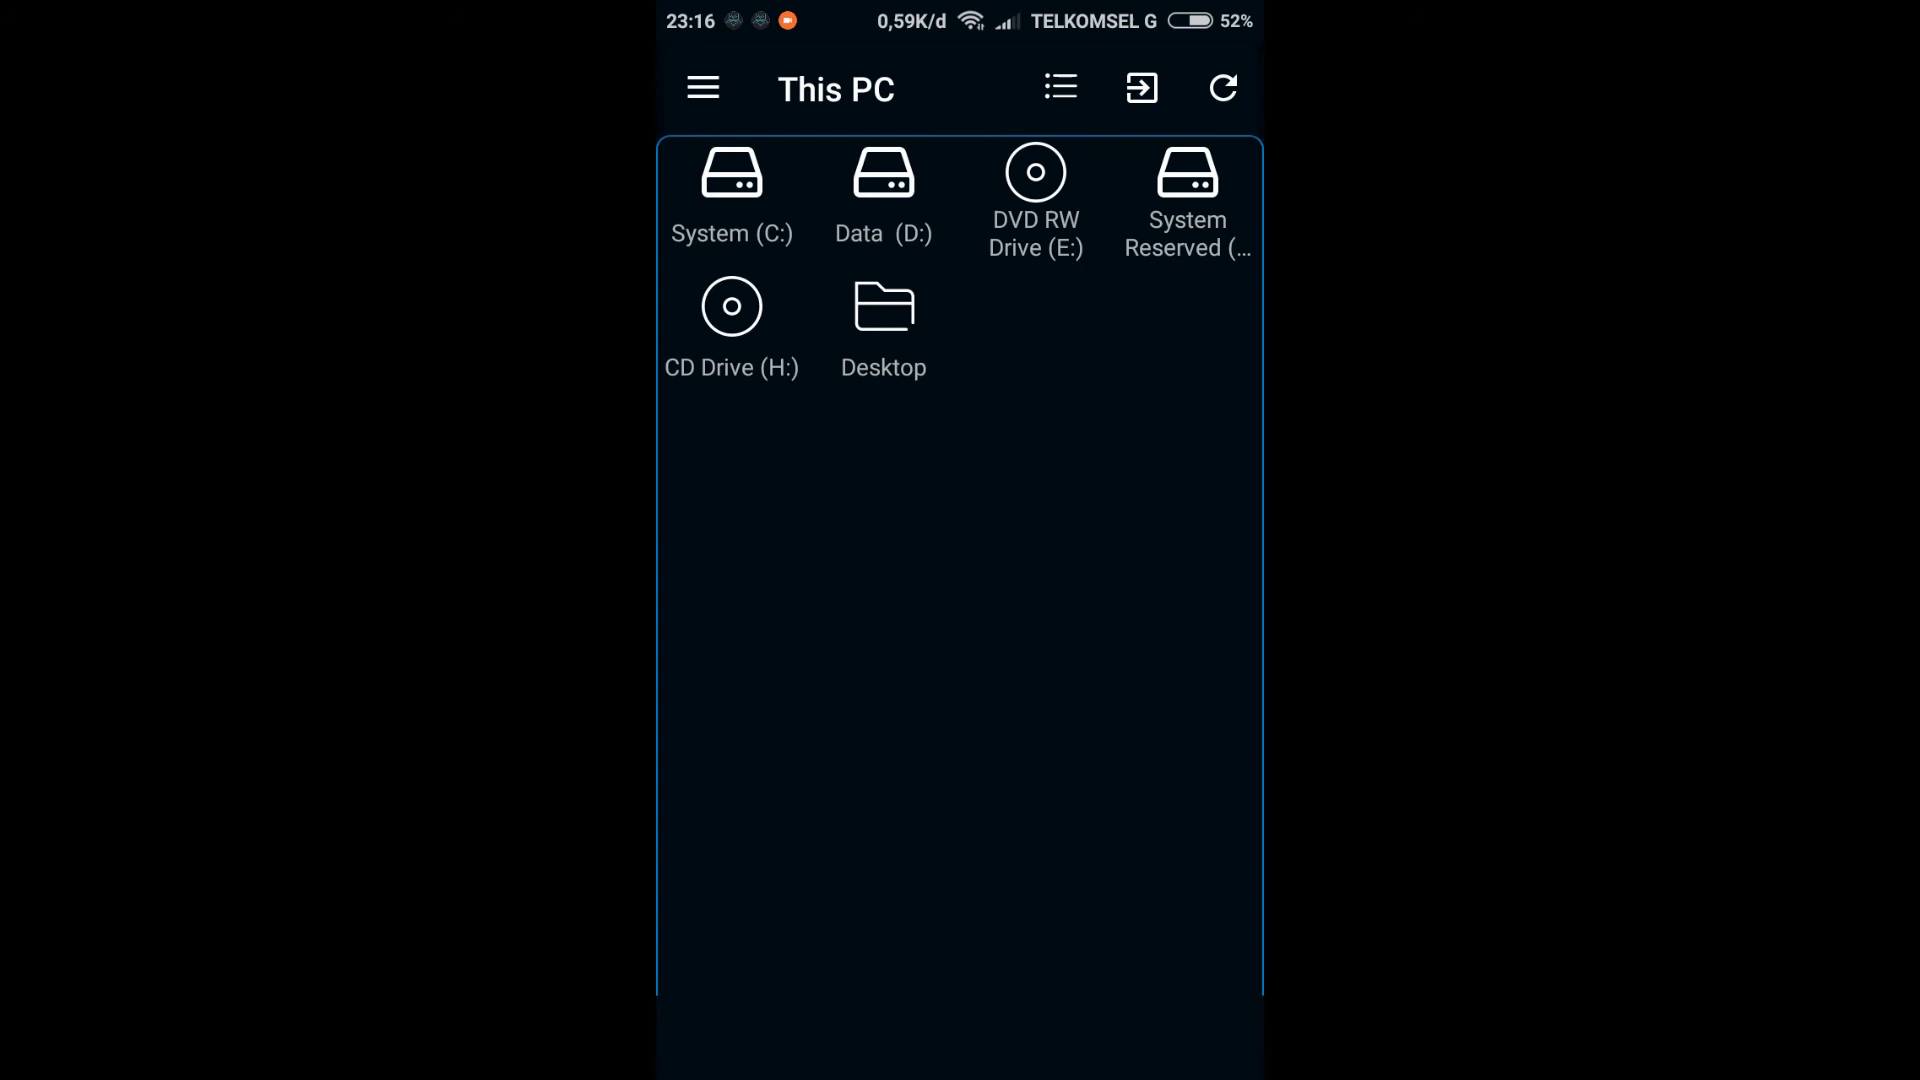 23:16 0,59K/d TELKOMSEL G 52%
This PC
System (C:)
Data (D:)
DVD RW
Drive (E:)
System
Reserved (...
CD Drive (H:)
Desktop